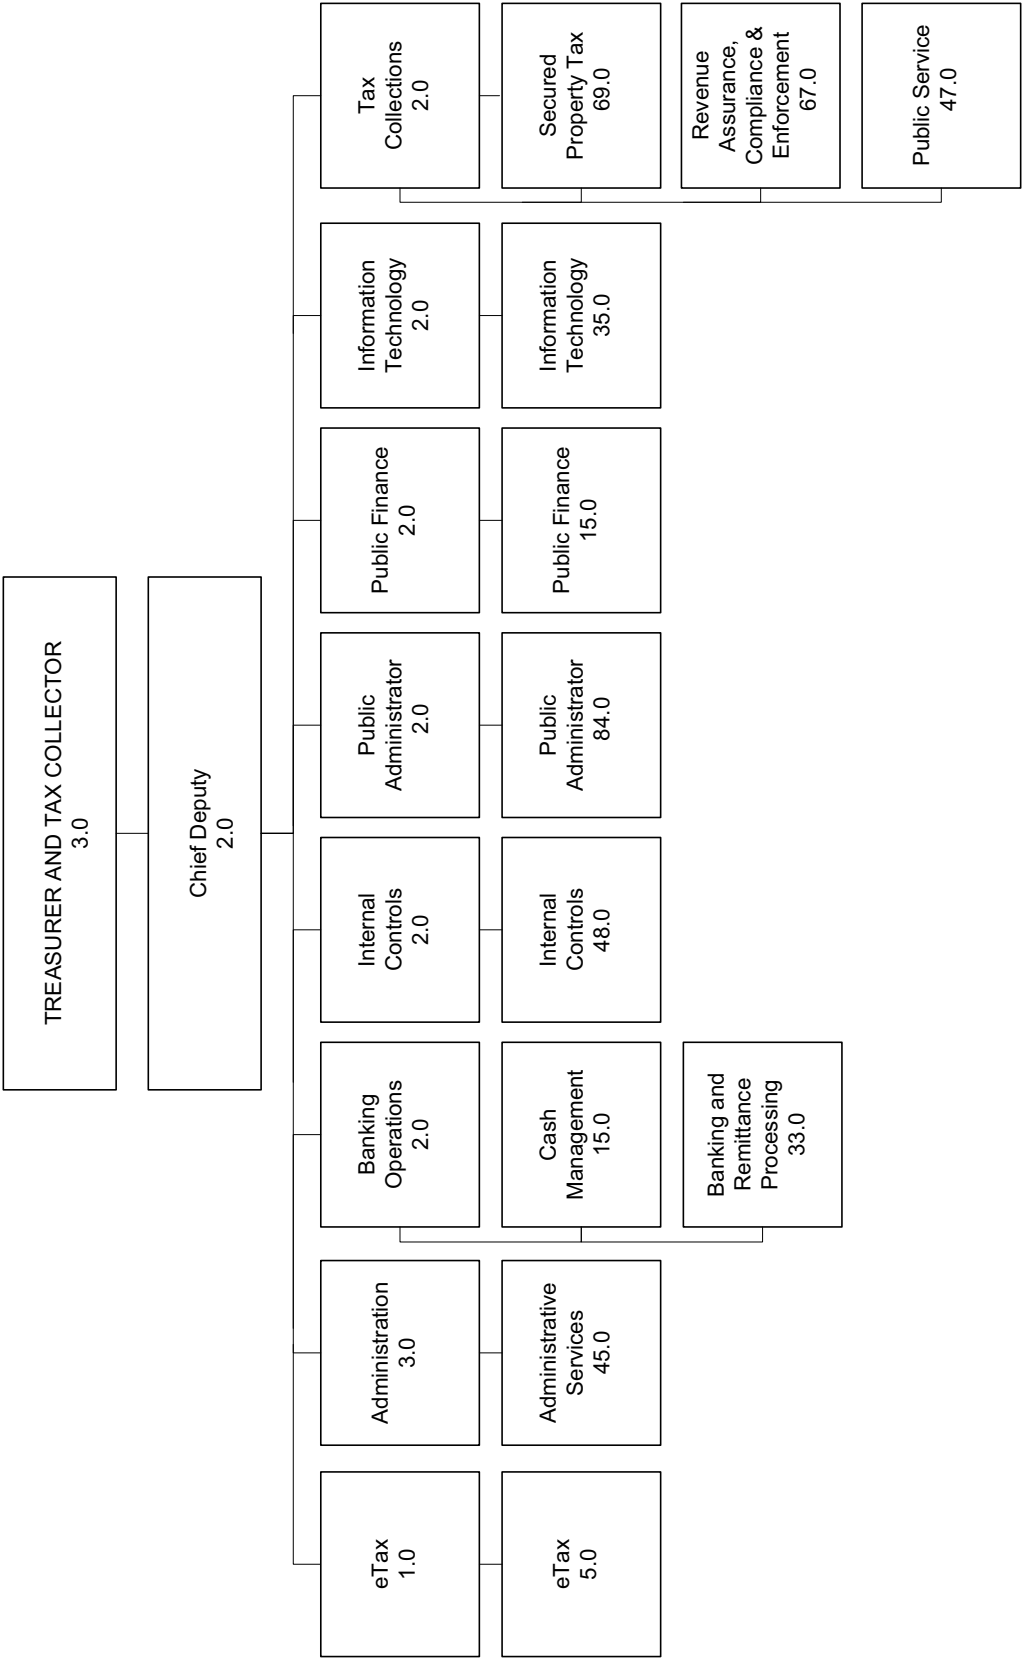 TREASURER AND TAX COLLECTOR
3.0
Chief Deputy
2.0
eTax
1.0
Administration
3.0
Banking
Operations
2.0
Internal
Controls
2.0
Public
Administrator
2.0
Public Finance
2.0
Information
Technology
2.0
Tax
Collections
2.0
eTax
5.0
Administrative
Services
45.0
Cash
Management
15.0
Internal
Controls
48.0
Public
Administrator
84.0
Public Finance
15.0
Information
Technology
35.0
Secured
Property Tax
69.0
Banking and
Remittance
Processing
33.0
Revenue
Assurance,
Compliance &
Enforcement
67.0
Public Service
47.0